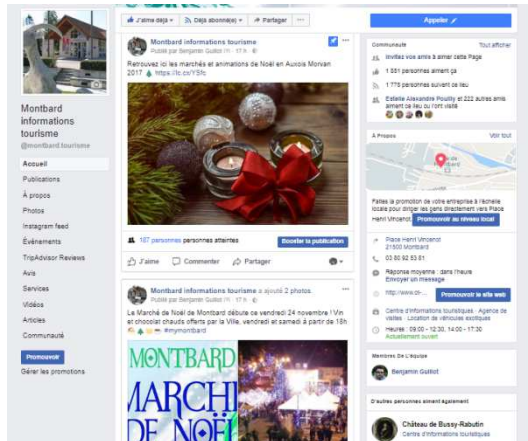 J'aime déjà
Déjà abonné(e)
Partager
Appeler
Montbard
informations
tourisme
@montbard.tourisme
Accueil
Publications
À propos
Photos
Instagram feed
Événements
TripAdvisor Reviews
Avis
Services
Vidéos
Articles
Communauté
Promouvoir
Gérer les promotions
Montbard informations tourisme
Publié par Benjamin Guillot · 17 h
Retrouvez ici les marchés et animations de Noël en Auxois Morvan
2017
187 personnes personnes atteintes
Booster la publication
J'aime
Commenter
Partager
Montbard informations tourisme a ajouté 2 photos.
Publié par Benjamin Guillot · 17 h
Le Marché de Noël de Montbard débute ce vendredi 24 novembre ! Vin
et chocolat chauds offerts par la Ville, vendredi et samedi à partir de 18h
#mymontbard
MONTBARD
MARCHÉ
DE NOËL
Communauté
Tout afficher
Invitez vos amis à aimer cette Page
1 881 personnes aiment ça
1 776 personnes suivent ce lieu
Estelle Alexandre Pouilly et 222 autres amis
aiment ce lieu ou l'ont visité
À Propos
Voir tout
Faites la promotion de votre entreprise à l'échelle
locale pour diriger les gens directement vers Place
Henri Vincenot.
Promouvoir au niveau local
Place Henri Vincenot
21500 Montbard
03 80 92 53 81
Réponse moyenne : dans l'heure
Envoyer un message
Promouvoir le site web
Centre d'informations touristiques · Agence de
visites · Location de véhicules exotiques
Heures : 09:00 - 12:30, 14:00 - 17:30
Actuellement ouvert
Membres De L'équipe
Benjamin Guillot
D'autres personnes aiment également
Château de Bussy-Rabutin
Centre d'informations touristiques